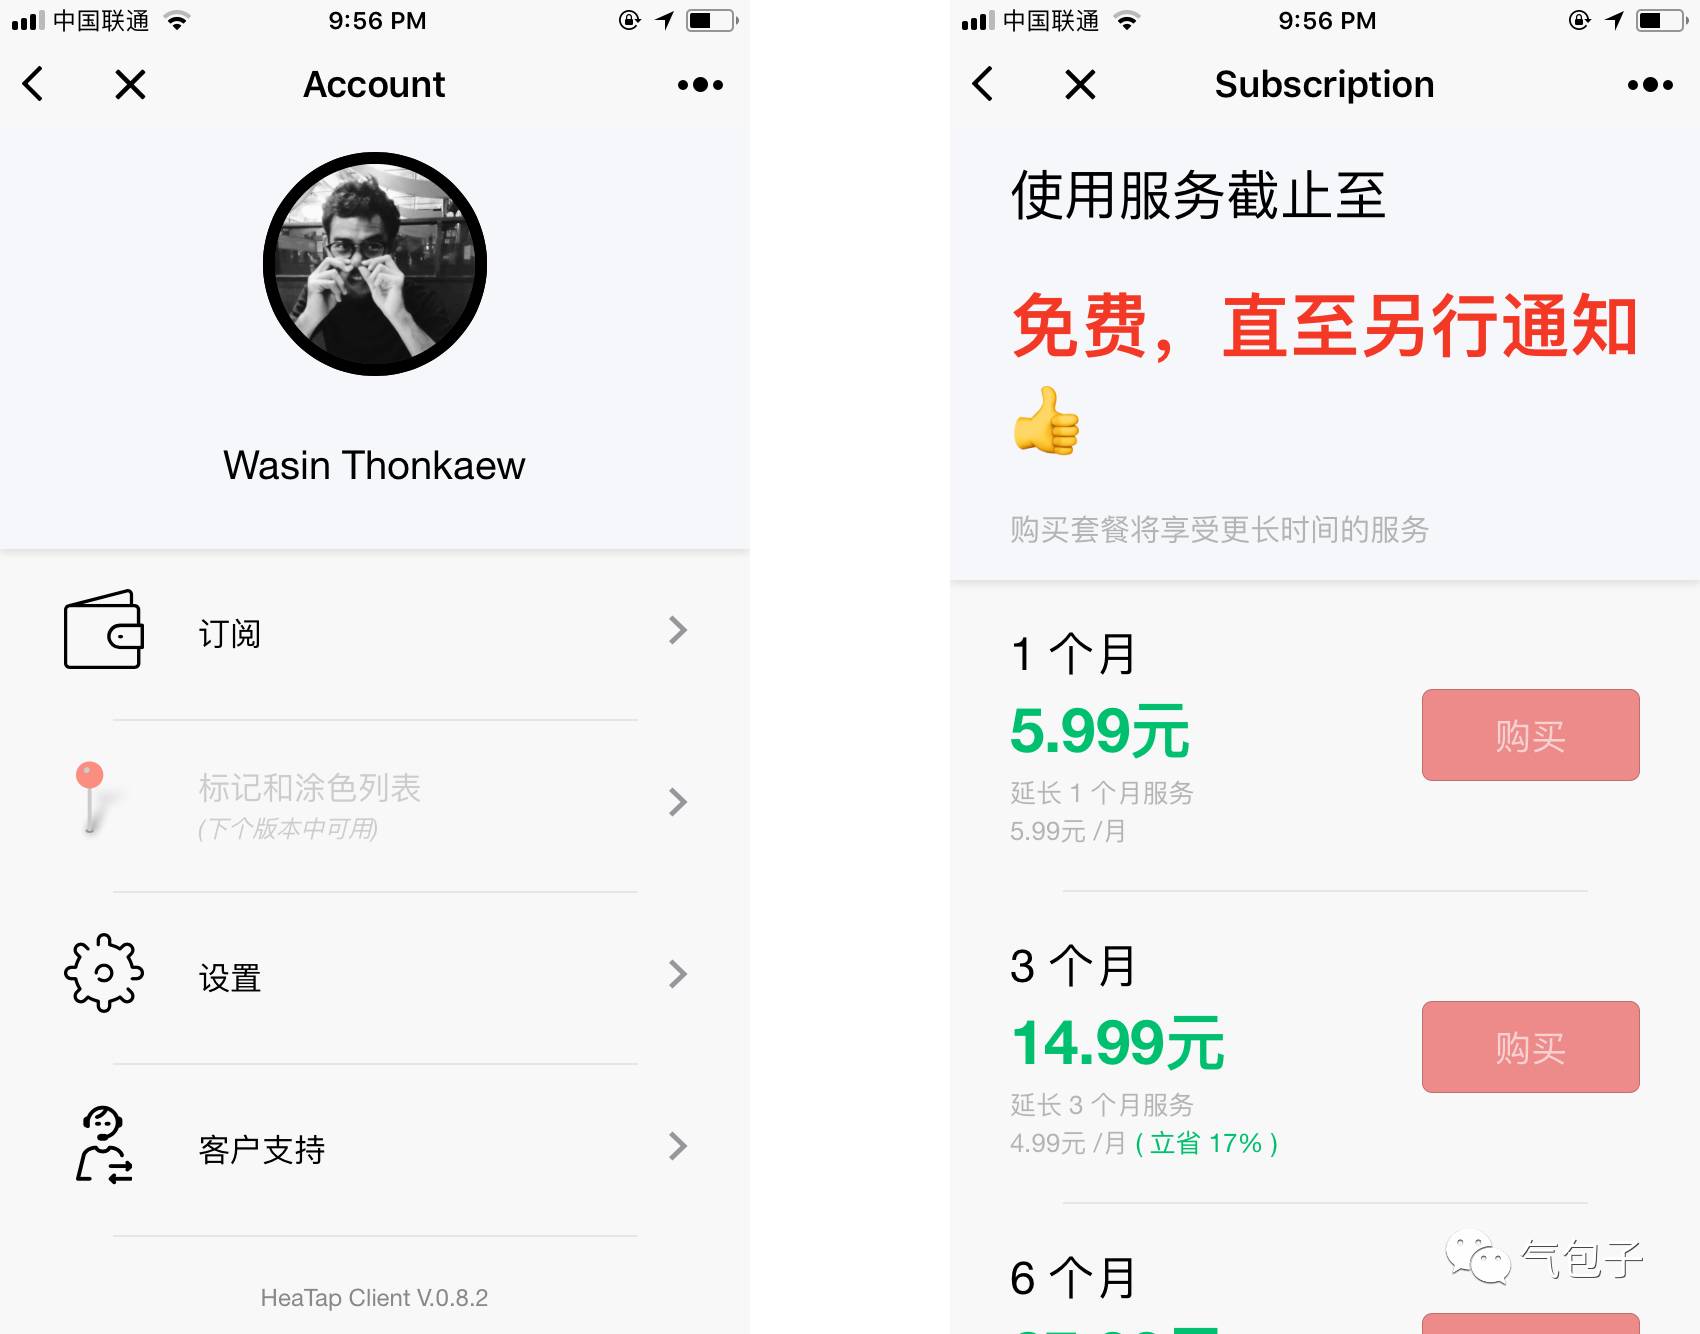 中国联通
9:56 PM
Account
Wasin Thonkaew
订阅
标记和涂色列表
(下个版本中可用)
设置
客户支持
HeaTap Client V.0.8.2
中国联通
9:56 PM
Subscription
使用服务截止至
免费，直至另行通知
👍
购买套餐将享受更长时间的服务
1 个月
5.99元
购买
延长 1 个月服务
5.99元 /月
3 个月
14.99元
购买
延长 3 个月服务
4.99元 /月 ( 立省 17% )
6 个月
气包子